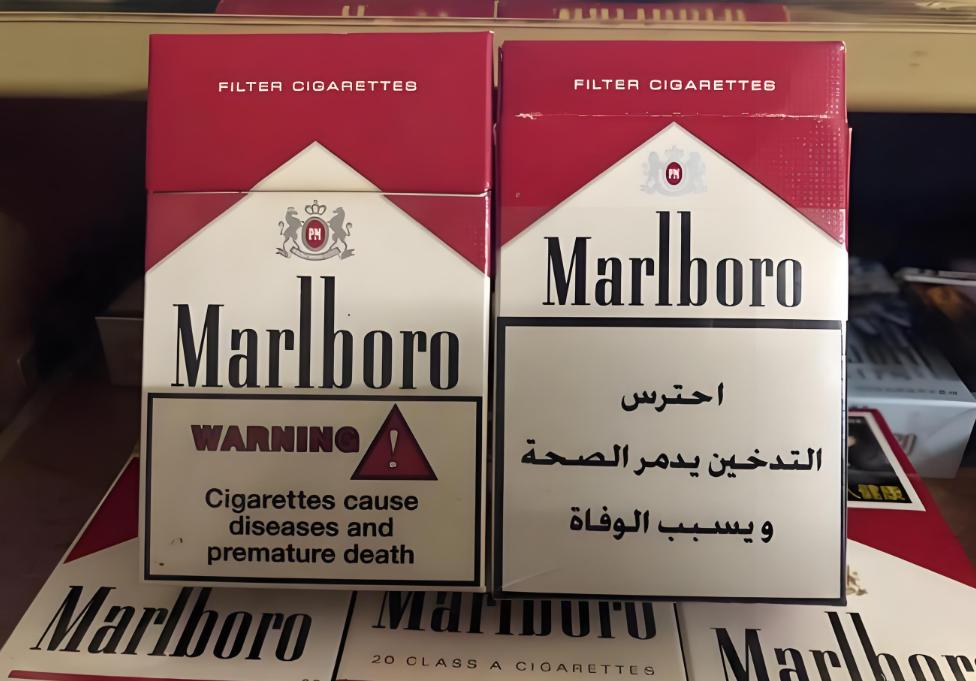 FILTER CIGARETTES
PM
Marlboro
WARNING !
Cigarettes cause
diseases and
premature death
FILTER CIGARETTES
PM
Marlboro
احترس
التدخين يدمر الصحة
ويسبب الوفاة
Marlboro
Marlboro
20 CLASS A CIGARETTES
Marlboro